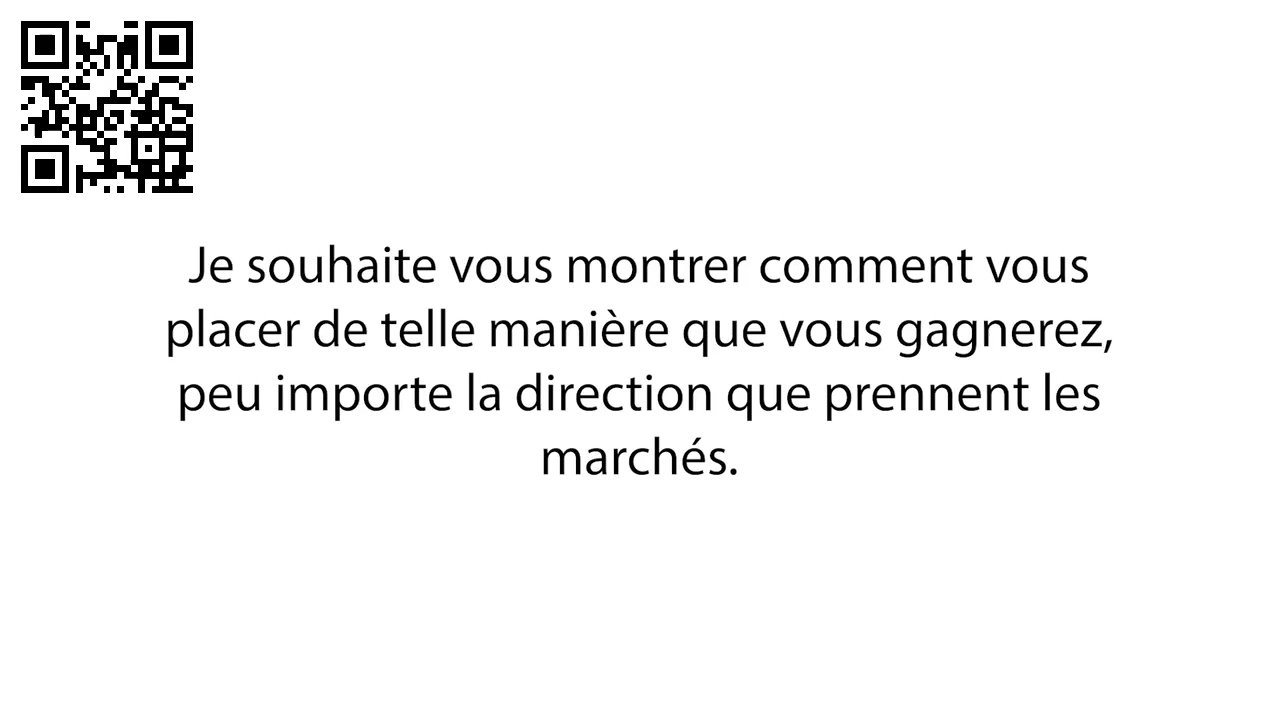 Je souhaite vous montrer comment vous
placer de telle manière que vous gagnerez,
peu importe la direction que prennent les
marchés.